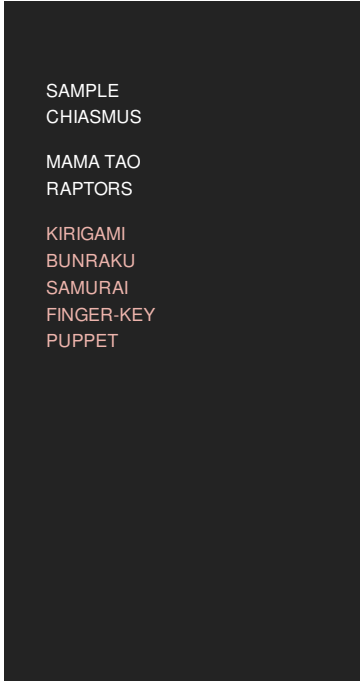 SAMPLE
CHIASMUS
MAMA TAO
RAPTORS
KIRIGAMI
BUNRAKU
SAMURAI
FINGER-KEY
PUPPET